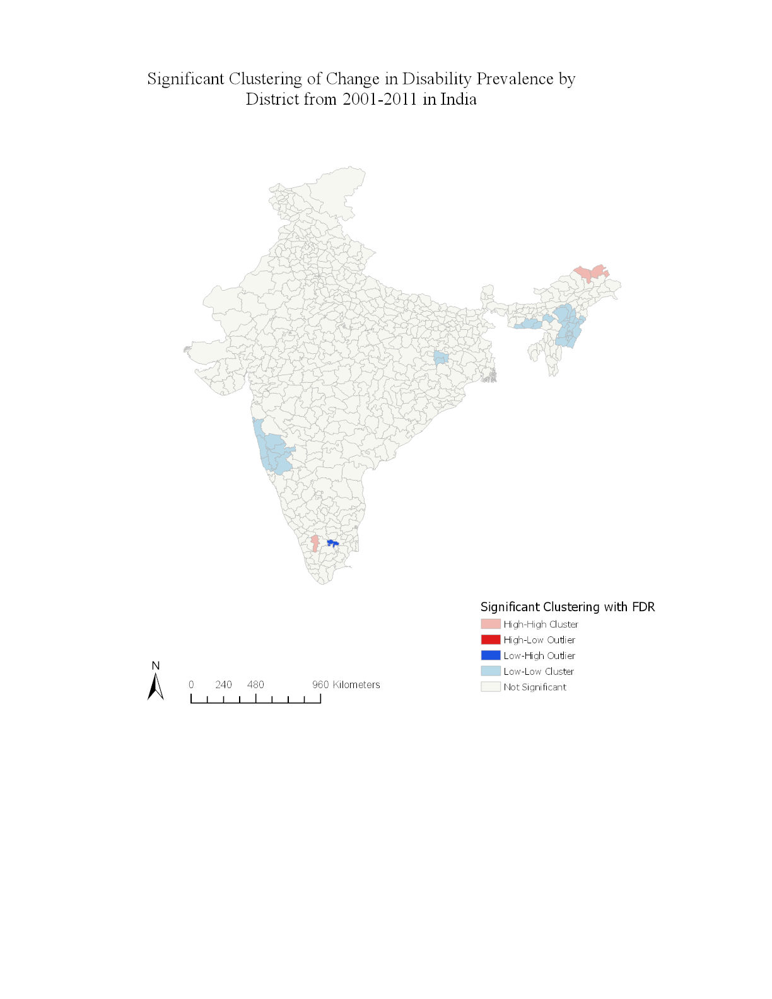 Significant Clustering of Change in Disability Prevalence by
District from 2001-2011 in India
Significant Clustering with FDR
High-High Cluster
High-Low Outlier
Low-High Outlier
Low-Low Cluster
Not Significant
N
0 240 480 960 Kilometers